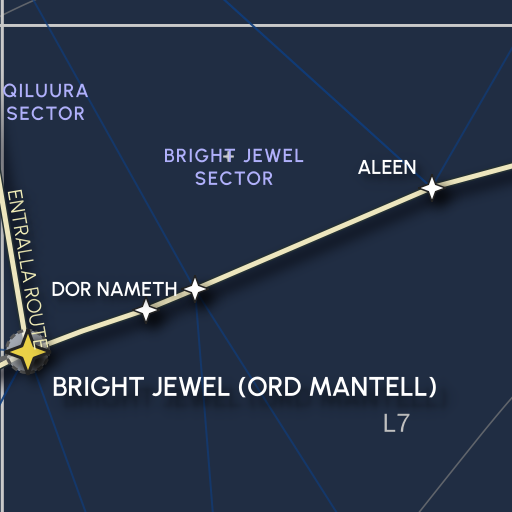 QILUURA
SECTOR
BRIGHT JEWEL
SECTOR
ALEEN
ENTRALLA ROUTE
DOR NAMETH
BRIGHT JEWEL (ORD MANTELL)
L7